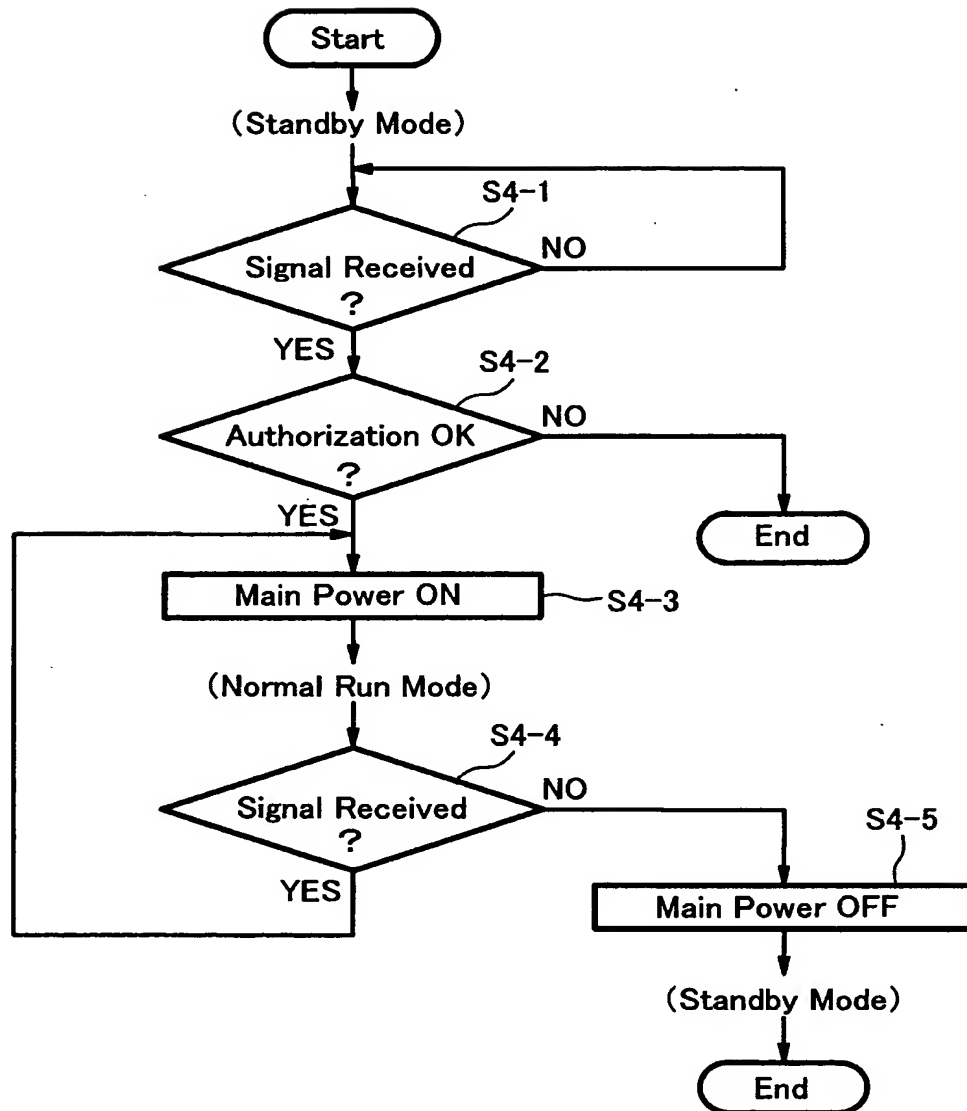 Start
(Standby Mode)
S4-1
Signal Received
?
NO
YES
S4-2
Authorization OK
?
NO
YES
End
Main Power ON
S4-3
(Normal Run Mode)
S4-4
Signal Received
?
NO
YES
S4-5
Main Power OFF
(Standby Mode)
End